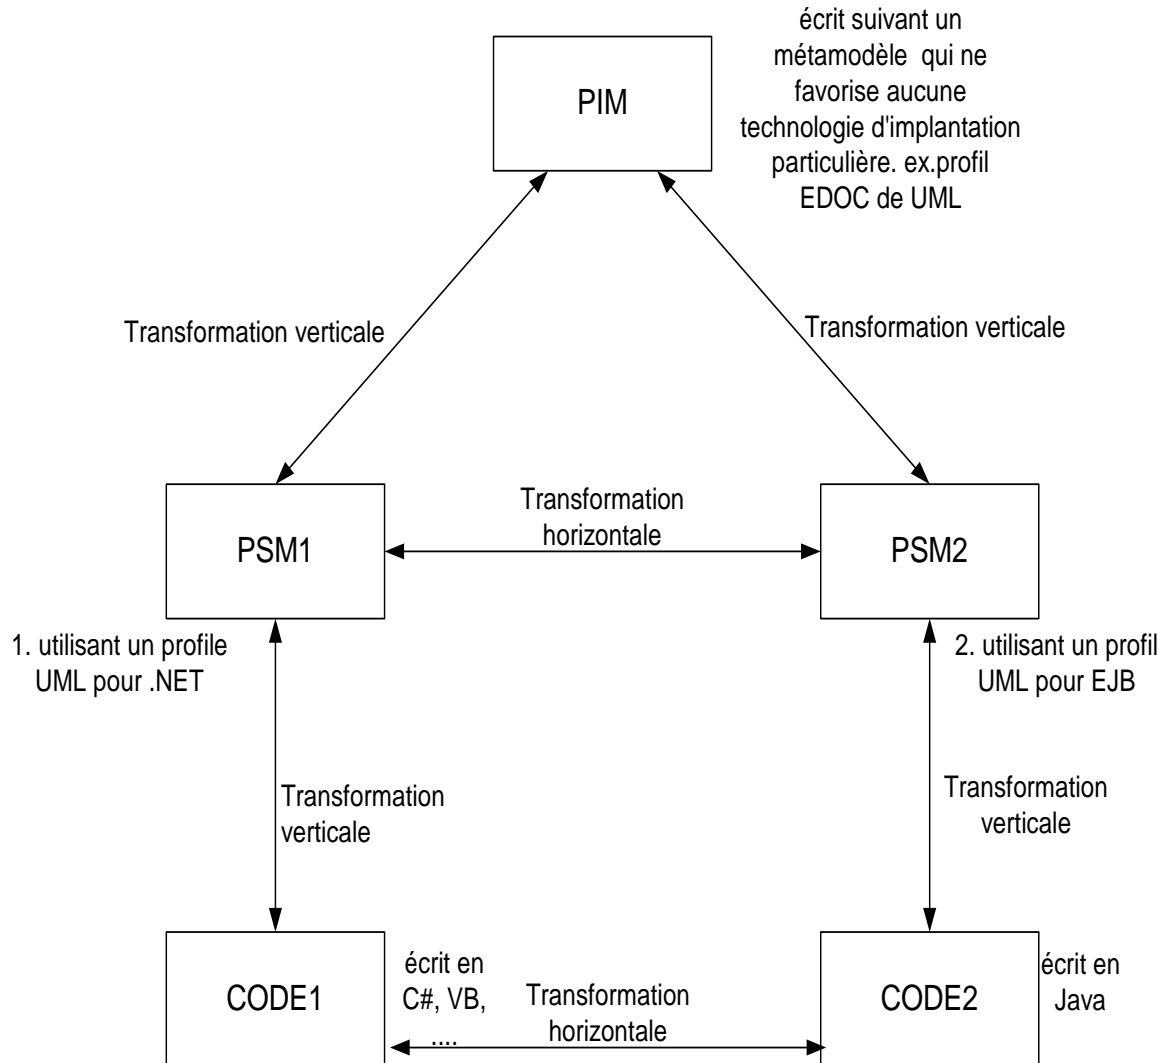 PIM
écrit suivant un
métamodèle qui ne
favorise aucune
technologie d'implantation
particulière. ex.profil
EDOC de UML
Transformation verticale
Transformation verticale
PSM1
Transformation
horizontale
PSM2
1. utilisant un profile
UML pour .NET
2. utilisant un profil
UML pour EJB
Transformation
verticale
Transformation
verticale
CODE1
écrit en
C#, VB,
....
Transformation
horizontale
CODE2
écrit en
Java